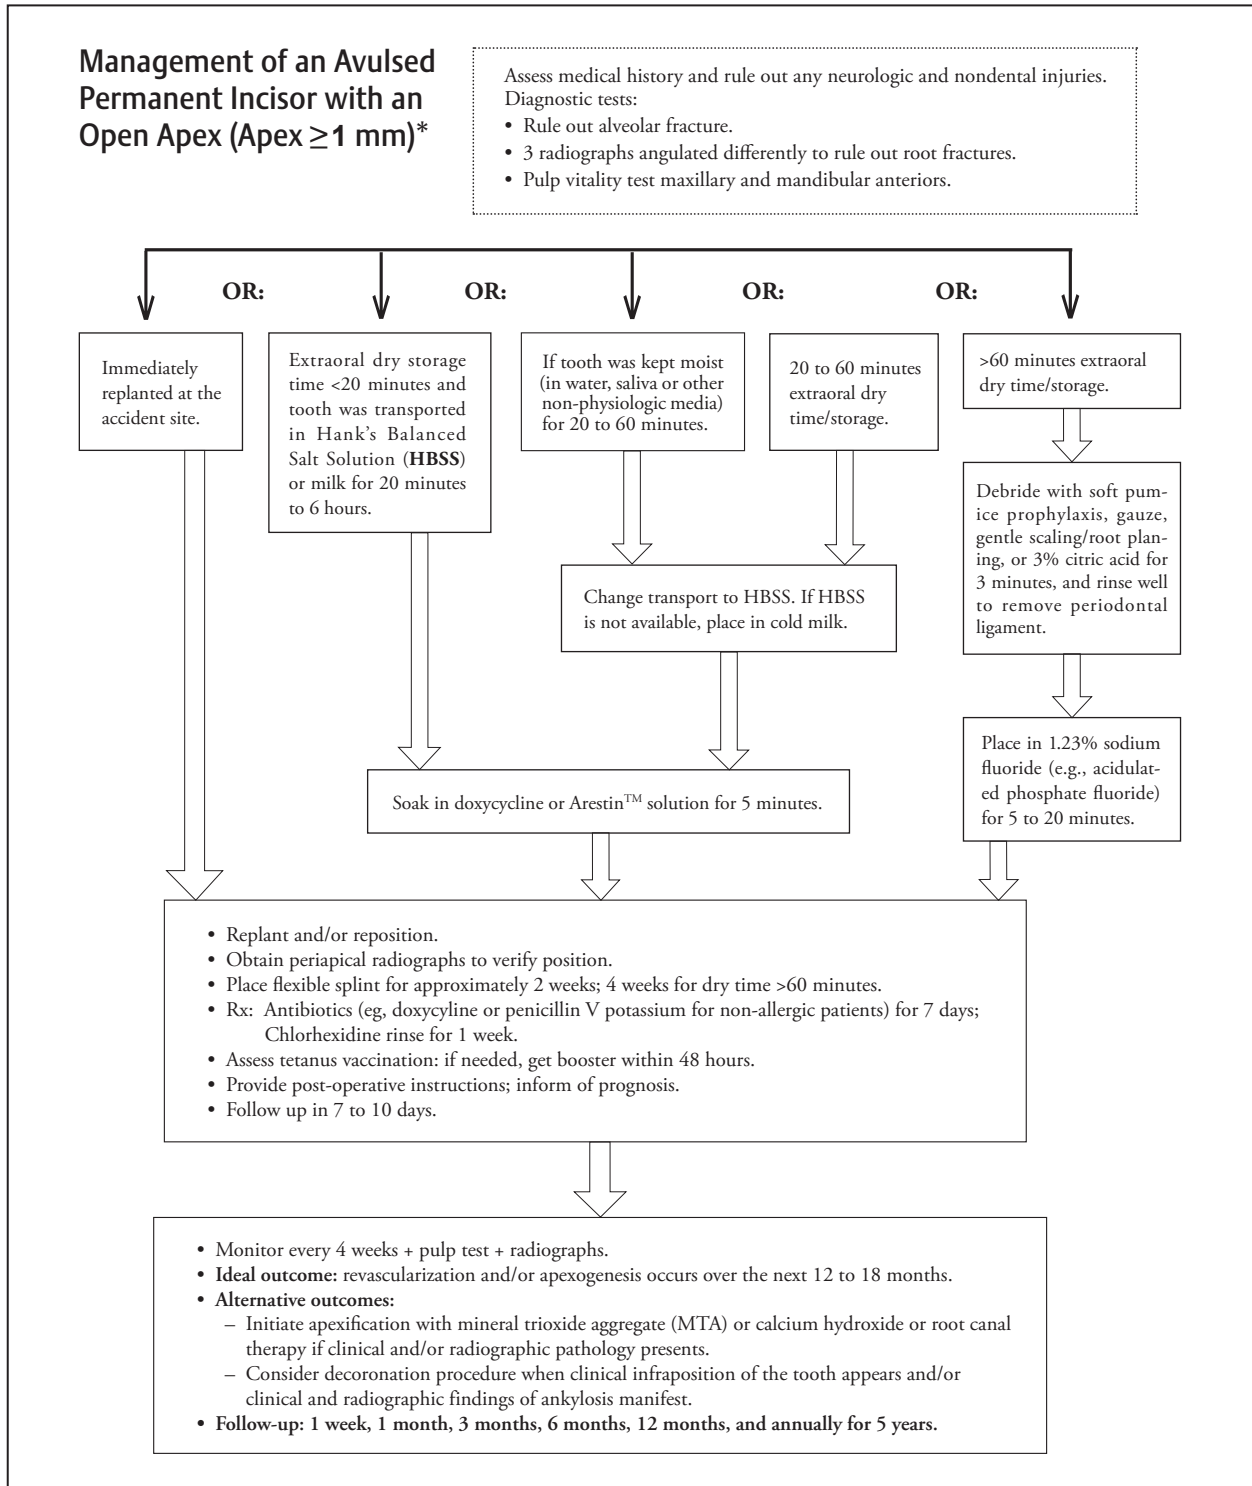 Management of an Avulsed
Permanent Incisor with an
Open Apex (Apex ≥1 mm)*
Assess medical history and rule out any neurologic and nondental injuries.
Diagnostic tests:
• Rule out alveolar fracture.
• 3 radiographs angulated differently to rule out root fractures.
• Pulp vitality test maxillary and mandibular anteriors.
OR:
OR:
OR:
OR:
Immediately
replanted at the
accident site.
Extraoral dry storage
time <20 minutes and
tooth was transported
in Hank's Balanced
Salt Solution (HBSS)
or milk for 20 minutes
to 6 hours.
If tooth was kept moist
(in water, saliva or other
non-physiologic media)
for 20 to 60 minutes.
20 to 60 minutes
extraoral dry
time/storage.
>60 minutes extraoral
dry time/storage.
Debride with soft pum-
ice prophylaxis, gauze,
gentle scaling/root plan-
ing, or 3% citric acid for
3 minutes, and rinse well
to remove periodontal
ligament.
Change transport to HBSS. If HBSS
is not available, place in cold milk.
Place in 1.23% sodium
fluoride (e.g., acidulat-
ed phosphate fluoride)
for 5 to 20 minutes.
Soak in doxycycline or Arestin™ solution for 5 minutes.
• Replant and/or reposition.
• Obtain periapical radiographs to verify position.
• Place flexible splint for approximately 2 weeks; 4 weeks for dry time >60 minutes.
• Rx: Antibiotics (eg, doxycyline or penicillin V potassium for non-allergic patients) for 7 days;
Chlorhexidine rinse for 1 week.
• Assess tetanus vaccination: if needed, get booster within 48 hours.
• Provide post-operative instructions; inform of prognosis.
• Follow up in 7 to 10 days.
• Monitor every 4 weeks + pulp test + radiographs.
• Ideal outcome: revascularization and/or apexogenesis occurs over the next 12 to 18 months.
• Alternative outcomes:
– Initiate apexification with mineral trioxide aggregate (MTA) or calcium hydroxide or root canal
therapy if clinical and/or radiographic pathology presents.
– Consider decoronation procedure when clinical infraposition of the tooth appears and/or
clinical and radiographic findings of ankylosis manifest.
• Follow-up: 1 week, 1 month, 3 months, 6 months, 12 months, and annually for 5 years.